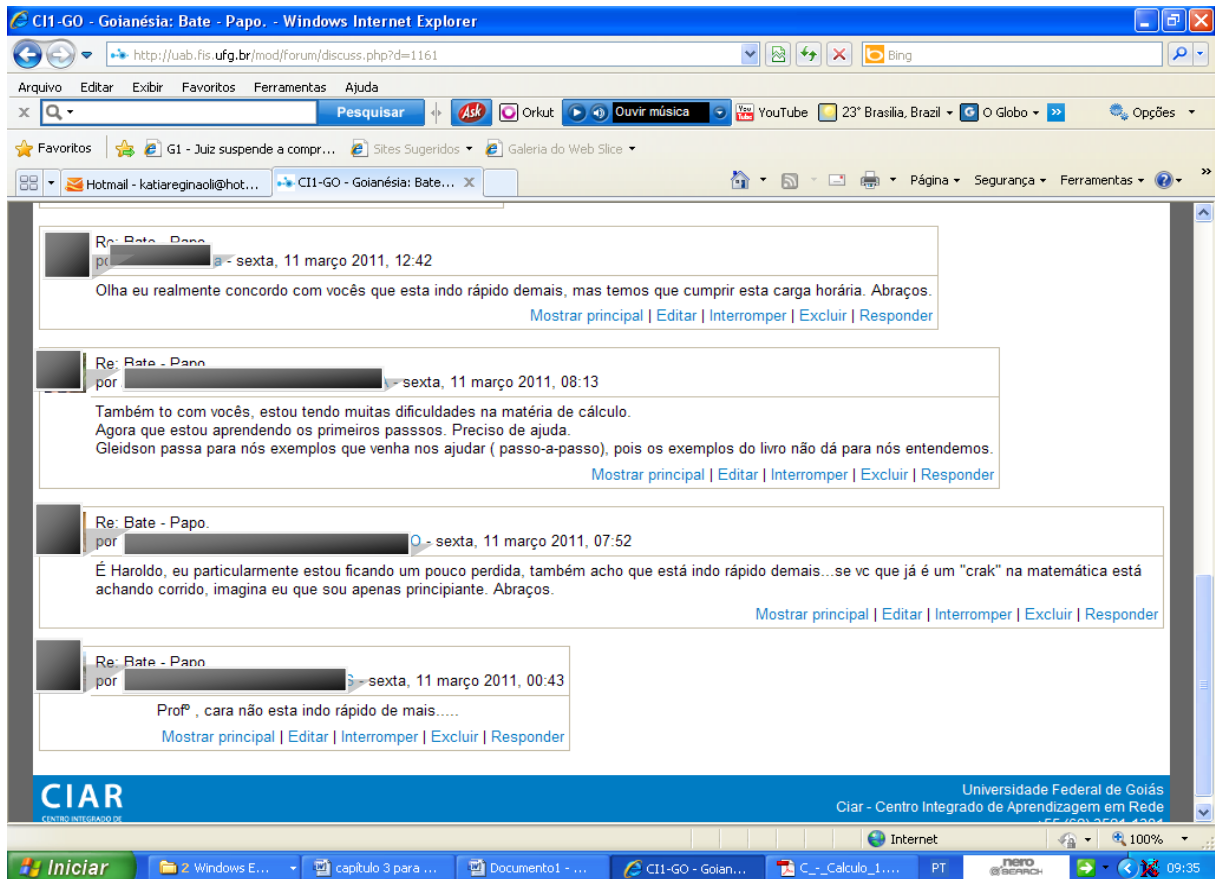 CI1-GO - Goianésia: Bate - Papo. - Windows Internet Explorer
http://uab.fis.ufg.br/mod/forum/discuss.php?d=1161
Bing
Arquivo Editar Exibir Favoritos Ferramentas Ajuda
x Pesquisar Ask Orkut Ouvir música YouTube 23° Brasilia, Brazil O Globo Opções
Favoritos G1 - Juiz suspende a compr... Sites Sugeridos Galeria do Web Slice
Hotmail - katiareginaoli@hot... CI1-GO - Goianésia: Bate... X Página Segurança Ferramentas
Re: Bate - Papo
a - sexta, 11 março 2011, 12:42
Olha eu realmente concordo com vocês que esta indo rápido demais, mas temos que cumprir esta carga horária. Abraços.
Mostrar principal | Editar | Interromper | Excluir | Responder
Re: Bate - Papo
por - sexta, 11 março 2011, 08:13
Também to com vocês, estou tendo muitas dificuldades na matéria de cálculo.
Agora que estou aprendendo os primeiros passsos. Preciso de ajuda.
Gleidson passa para nós exemplos que venha nos ajudar ( passo-a-passo), pois os exemplos do livro não dá para nós entendemos.
Mostrar principal | Editar | Interromper | Excluir | Responder
Re: Bate - Papo.
por O - sexta, 11 março 2011, 07:52
É Haroldo, eu particularmente estou ficando um pouco perdida, também acho que está indo rápido demais...se vc que já é um "crak" na matemática está
achando corrido, imagina eu que sou apenas principiante. Abraços.
Mostrar principal | Editar | Interromper | Excluir | Responder
Re: Bate - Papo
por S - sexta, 11 março 2011, 00:43
Profº , cara não esta indo rápido de mais.....
Mostrar principal | Editar | Interromper | Excluir | Responder
CIAR
CENTRO INTEGRADO DE
Universidade Federal de Goiás
Ciar - Centro Integrado de Aprendizagem em Rede
Internet 100%
Iniciar 2 Windows E... capítulo 3 para ... Documento1 - ... CI1-GO - Goian... C_-_Calculo_1.... PT nero SEARCH 09:35